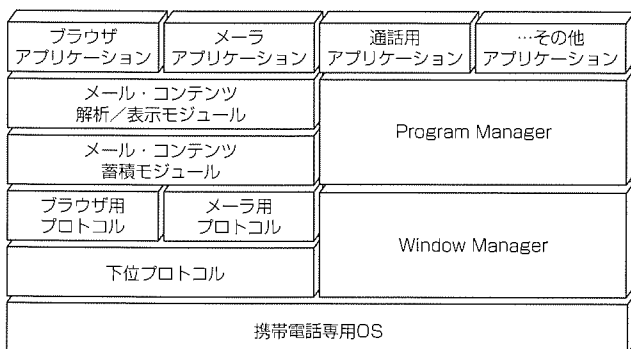 ブラウザ
アプリケーション
メーラ
アプリケーション
通話用
アプリケーション
…その他
アプリケーション
メール・コンテンツ
解析／表示モジュール
Program Manager
メール・コンテンツ
蓄積モジュール
ブラウザ用
プロトコル
メーラ用
プロトコル
Window Manager
下位プロトコル
携帯電話専用OS